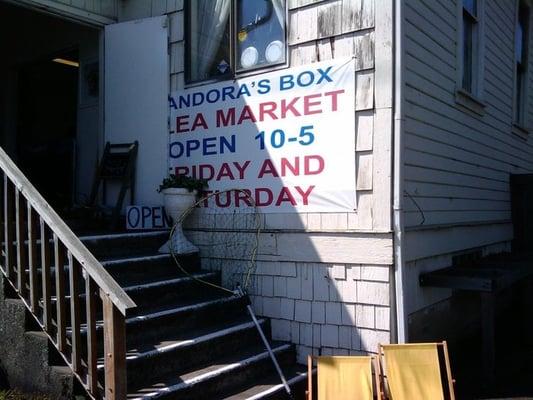 ANDORA'S BOX
LEA MARKET
OPEN 10-5
RIDAY AND
TURDAY
OPEN